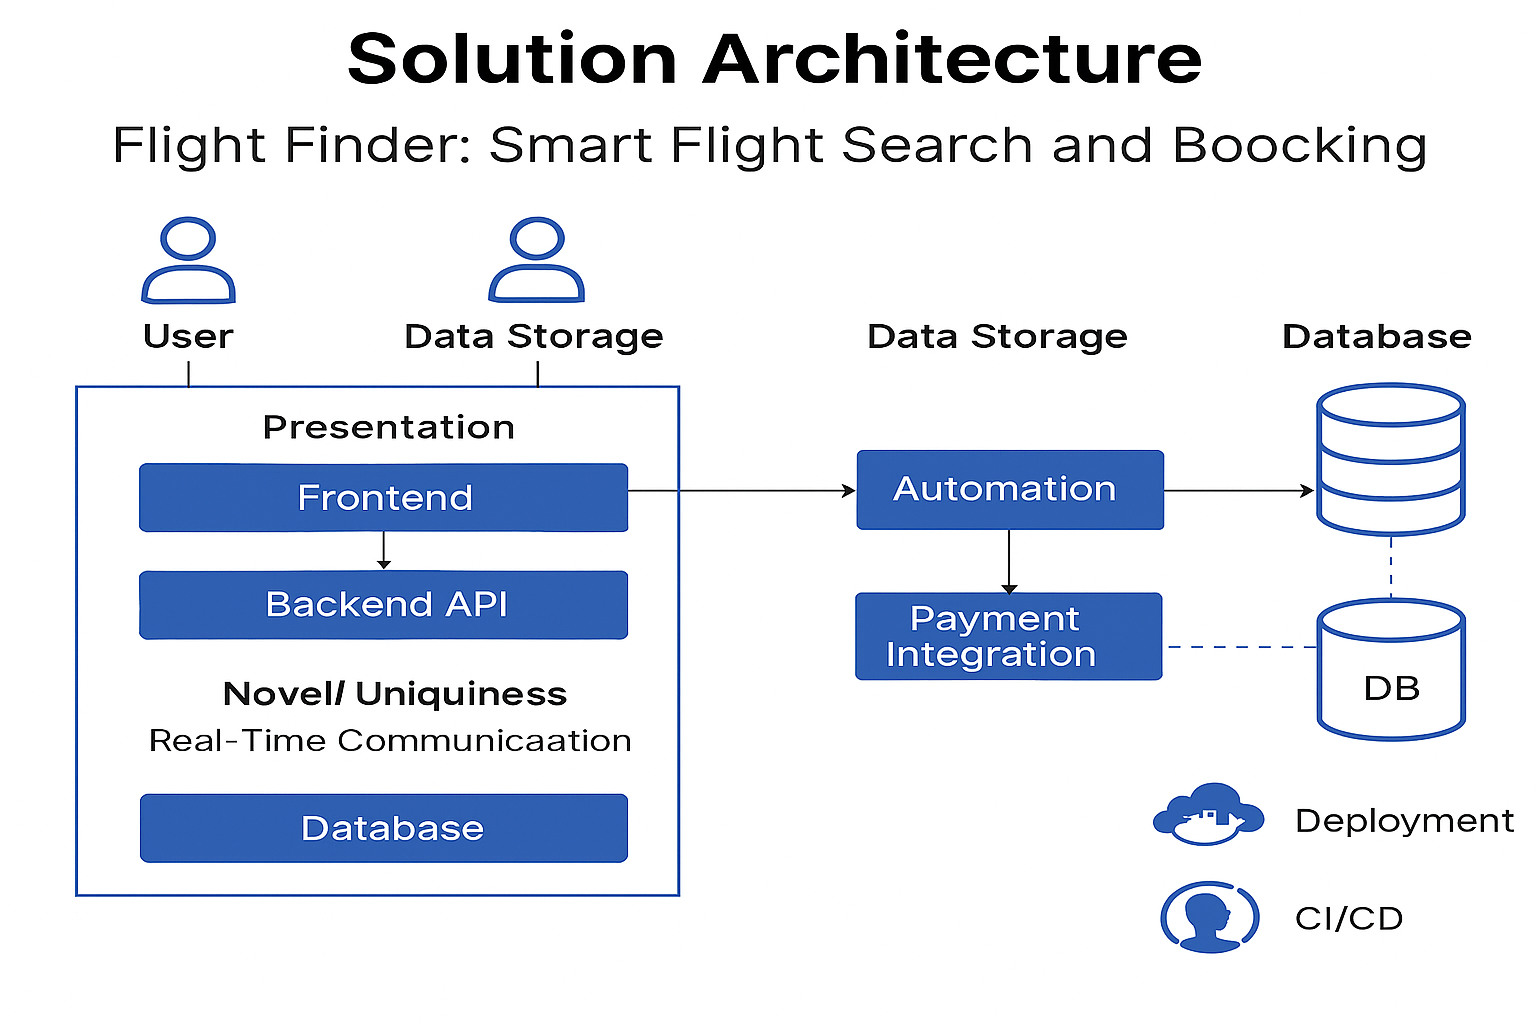 Solution Architecture
Flight Finder: Smart Flight Search and Boocking
User
Data Storage
Data Storage
Database
Presentation
Frontend
Backend API
Novel/ Uniquiness
Real-Time Communicaation
Database
Automation
Payment
Integration
DB
Deployment
CI/CD